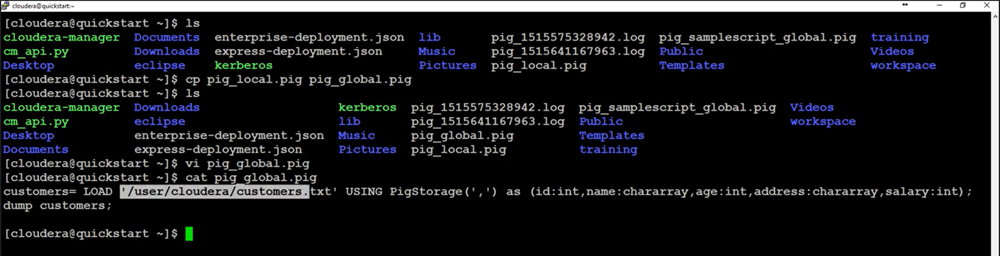 cloudera@quickstart:~
[cloudera@quickstart ~]$ ls
cloudera-manager Documents enterprise-deployment.json lib pig_1515575328942.log pig_samplescript_global.pig training
cm_api.py Downloads express-deployment.json Music pig_1515641167963.log Public Videos
Desktop eclipse kerberos Pictures pig_local.pig Templates workspace
[cloudera@quickstart ~]$ cp pig_local.pig pig_global.pig
[cloudera@quickstart ~]$ ls
cloudera-manager Downloads kerberos pig_1515575328942.log pig_samplescript_global.pig Videos
cm_api.py eclipse lib pig_1515641167963.log Public workspace
Desktop enterprise-deployment.json Music pig_global.pig Templates
Documents express-deployment.json Pictures pig_local.pig training
[cloudera@quickstart ~]$ vi pig_global.pig
[cloudera@quickstart ~]$ cat pig_global.pig
customers= LOAD '/user/cloudera/customers.txt' USING PigStorage(',') as (id:int,name:chararray,age:int,address:chararray,salary:int);
dump customers;
[cloudera@quickstart ~]$